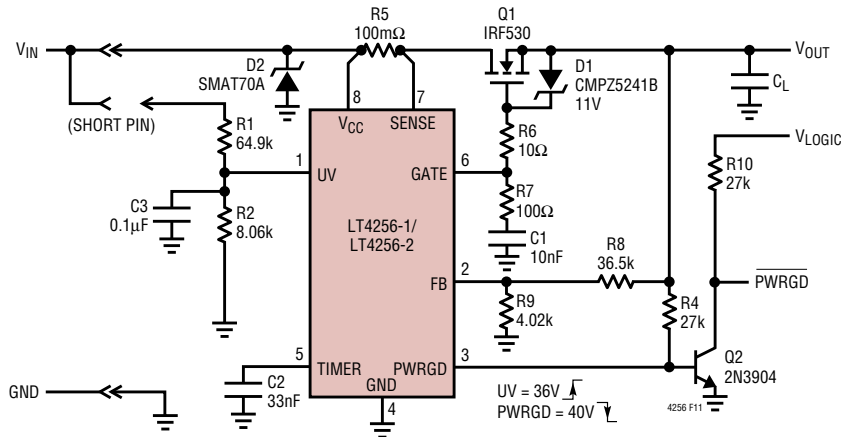 VIN
(SHORT PIN)
GND
R5
100mΩ
Q1
IRF530
VOUT
D2
SMAT70A
D1
CMPZ5241B
11V
CL
8
7
VCC
SENSE
R1
64.9k
R6
10Ω
VLOGIC
R10
27k
1
UV
GATE
6
R7
100Ω
C3
0.1µF
R2
8.06k
LT4256-1/
LT4256-2
C1
10nF
R8
36.5k
2
FB
PWRGD
R9
4.02k
R4
27k
5
TIMER
PWRGD
3
Q2
2N3904
C2
33nF
GND
4
UV = 36V
PWRGD = 40V
4256 F11